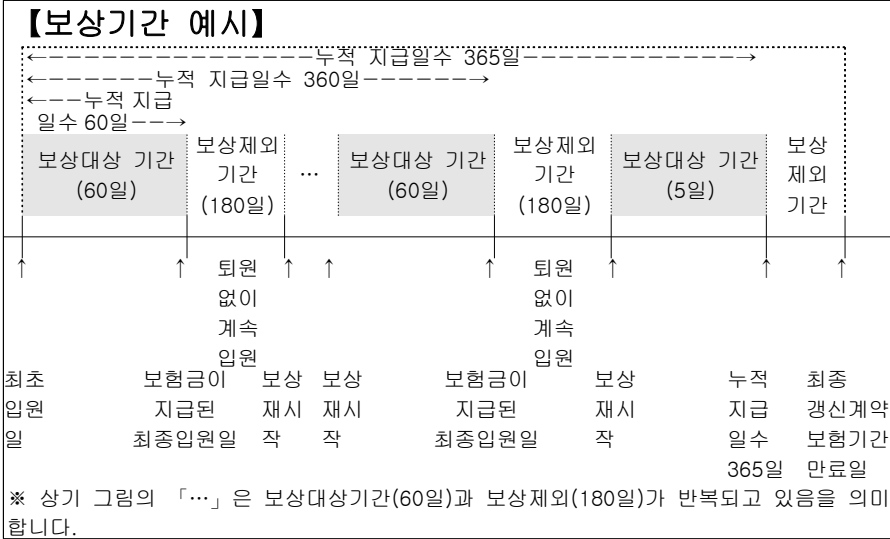 【보상기간 예시】
←−−−−−−−−−−−−−−−−누적 지급일수 365일−−−−−−−−−−−−→
←−−−−−−누적 지급일수 360일−−−−−−→
←−−누적 지급
일수 60일−−→
보상대상 기간
(60일)
보상제외
기간
(180일)
…
보상대상 기간
(60일)
보상제외
기간
(180일)
보상대상 기간
(5일)
보상
제외
기간
↑ ↑ ↑ ↑ ↑ ↑ ↑ ↑
퇴원
없이
계속
입원
퇴원
없이
계속
입원
최초
입원
일
보험금이
지급된
최종입원일
보상
재시
작
보상
재시
작
보험금이
지급된
최종입원일
보상
재시
작
누적
지급
일수
365일
최종
갱신계약
보험기간
만료일
※ 상기 그림의 「…」은 보상대상기간(60일)과 보상제외(180일)가 반복되고 있음을 의미
합니다.